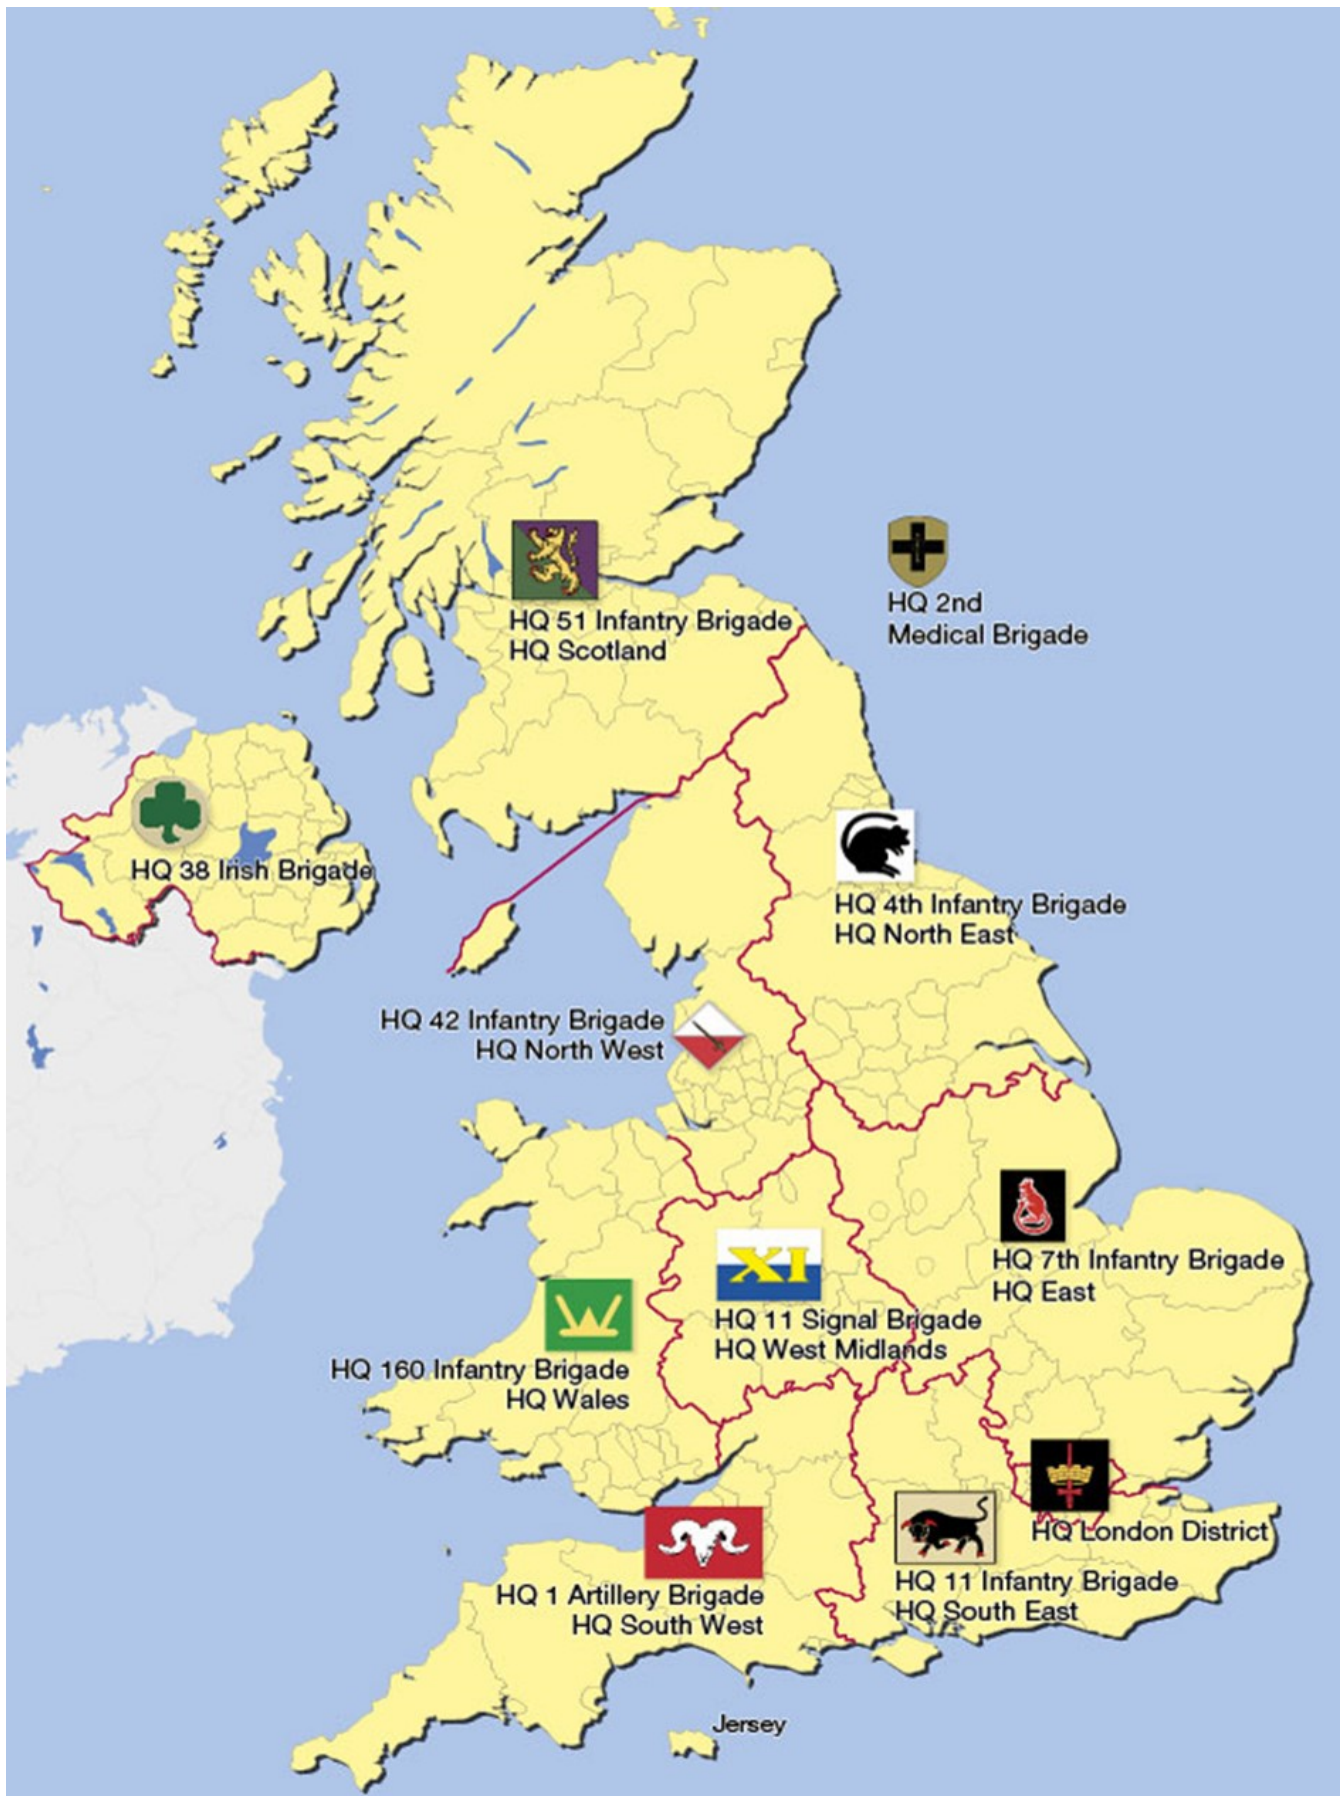 HQ 2nd
Medical Brigade
HQ 51 Infantry Brigade
HQ Scotland
HQ 38 Irish Brigade
HQ 4th Infantry Brigade
HQ North East
HQ 42 Infantry Brigade
HQ North West
HQ 7th Infantry Brigade
HQ East
XI
HQ 11 Signal Brigade
HQ West Midlands
HQ 160 Infantry Brigade
HQ Wales
HQ London District
HQ 11 Infantry Brigade
HQ South East
HQ 1 Artillery Brigade
HQ South West
Jersey